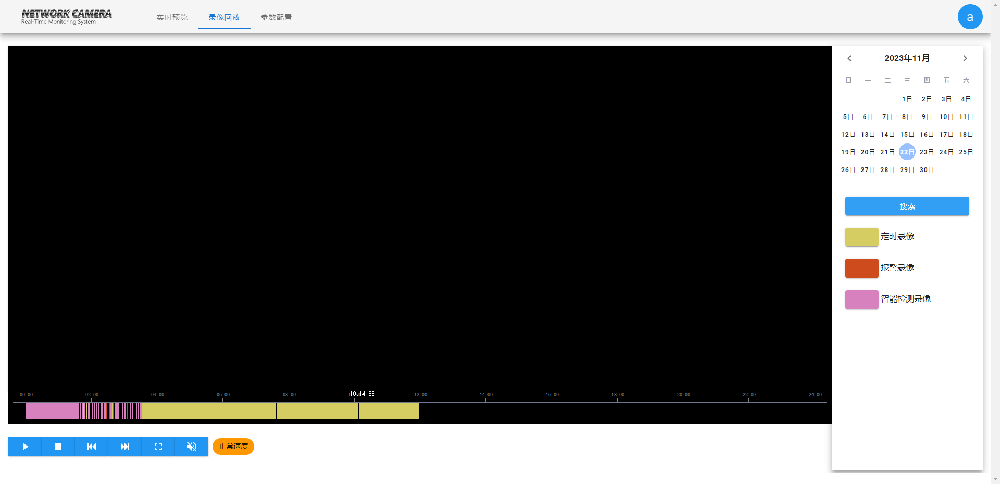 NETWORK CAMERA
Real-Time Monitoring System
实时预览 录像回放 参数配置
a
2023年11月
日 一 二 三 四 五 六
1日 2日 3日 4日
5日 6日 7日 8日 9日 10日 11日
12日 13日 14日 15日 16日 17日 18日
19日 20日 21日 22日 23日 24日 25日
26日 27日 28日 29日 30日
搜索
定时录像
报警录像
智能检测录像
10:14:58
00:00 02:00 04:00 06:00 08:00 12:00 14:00 16:00 18:00 20:00 22:00 24:00
正常速度